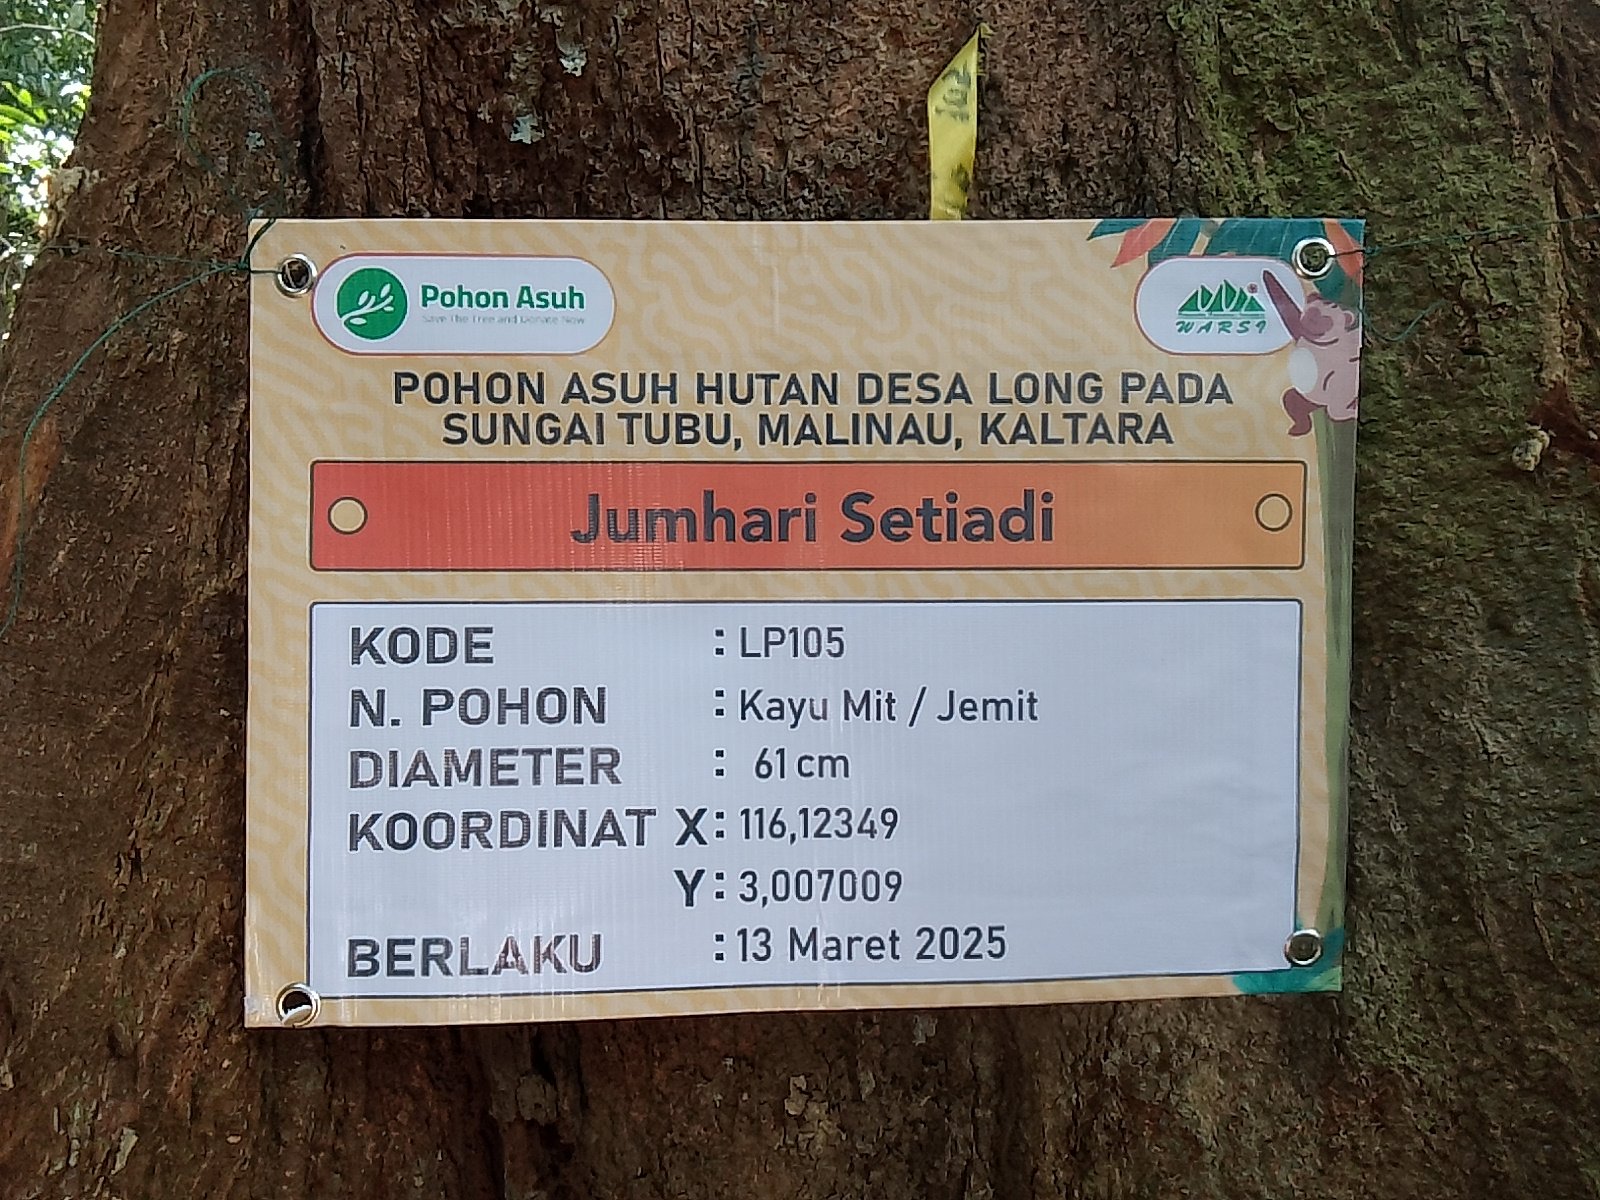 Pohon Asuh
Save The Tree and Donate Now
WARSI
POHON ASUH HUTAN DESA LONG PADA
SUNGAI TUBU, MALINAU, KALTARA
Jumhari Setiadi
KODE : LP105
N. POHON : Kayu Mit / Jemit
DIAMETER : 61 cm
KOORDINAT X : 116,12349
Y : 3,007009
BERLAKU : 13 Maret 2025